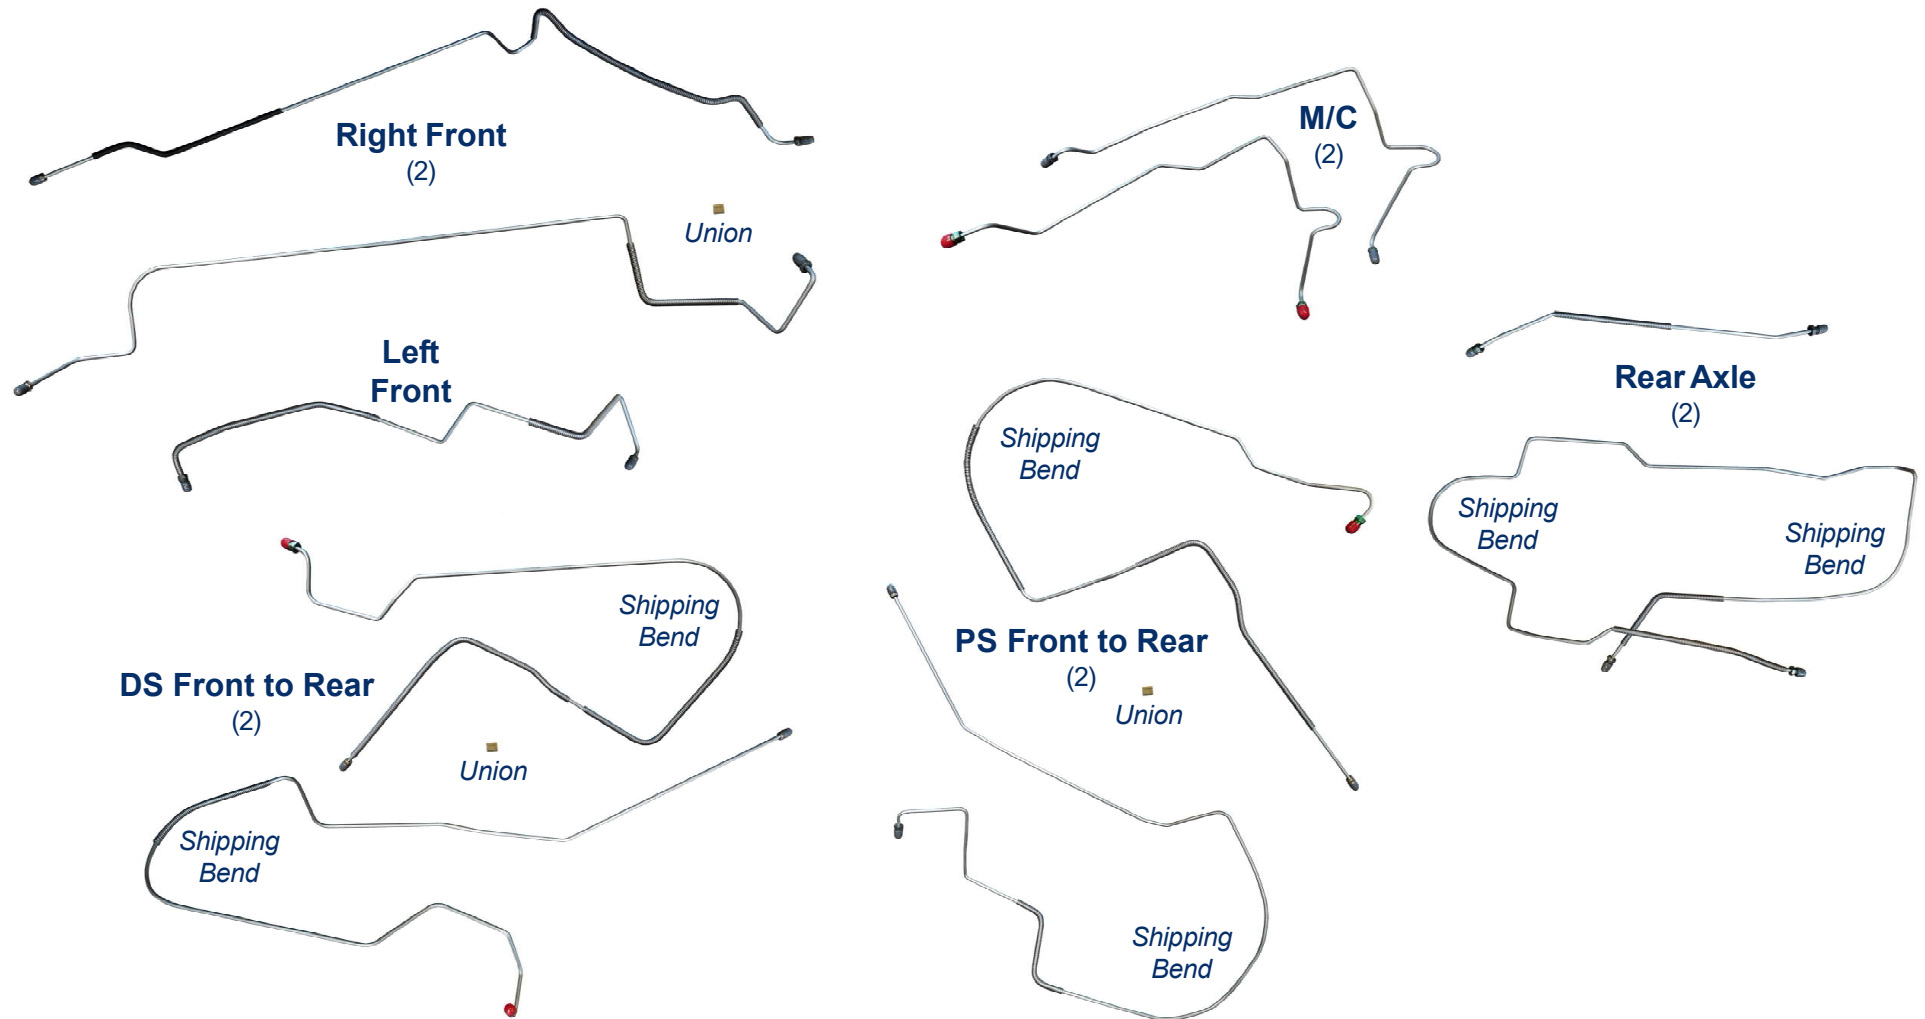 Right Front
(2)
M/C
(2)
Union
Left
Front
Rear Axle
(2)
Shipping
Bend
Shipping
Bend
Shipping
Bend
Shipping
Bend
DS Front to Rear
(2)
PS Front to Rear
(2)
Union
Union
Shipping
Bend
Shipping
Bend